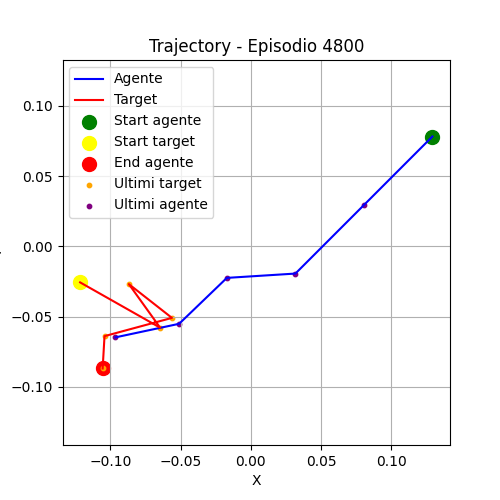 Trajectory - Episodio 4800
Agente
Target
Start agente
Start target
End agente
Ultimi target
Ultimi agente
0.10
0.05
0.00
−0.05
−0.10
−0.10
−0.05
0.00
0.05
0.10
X